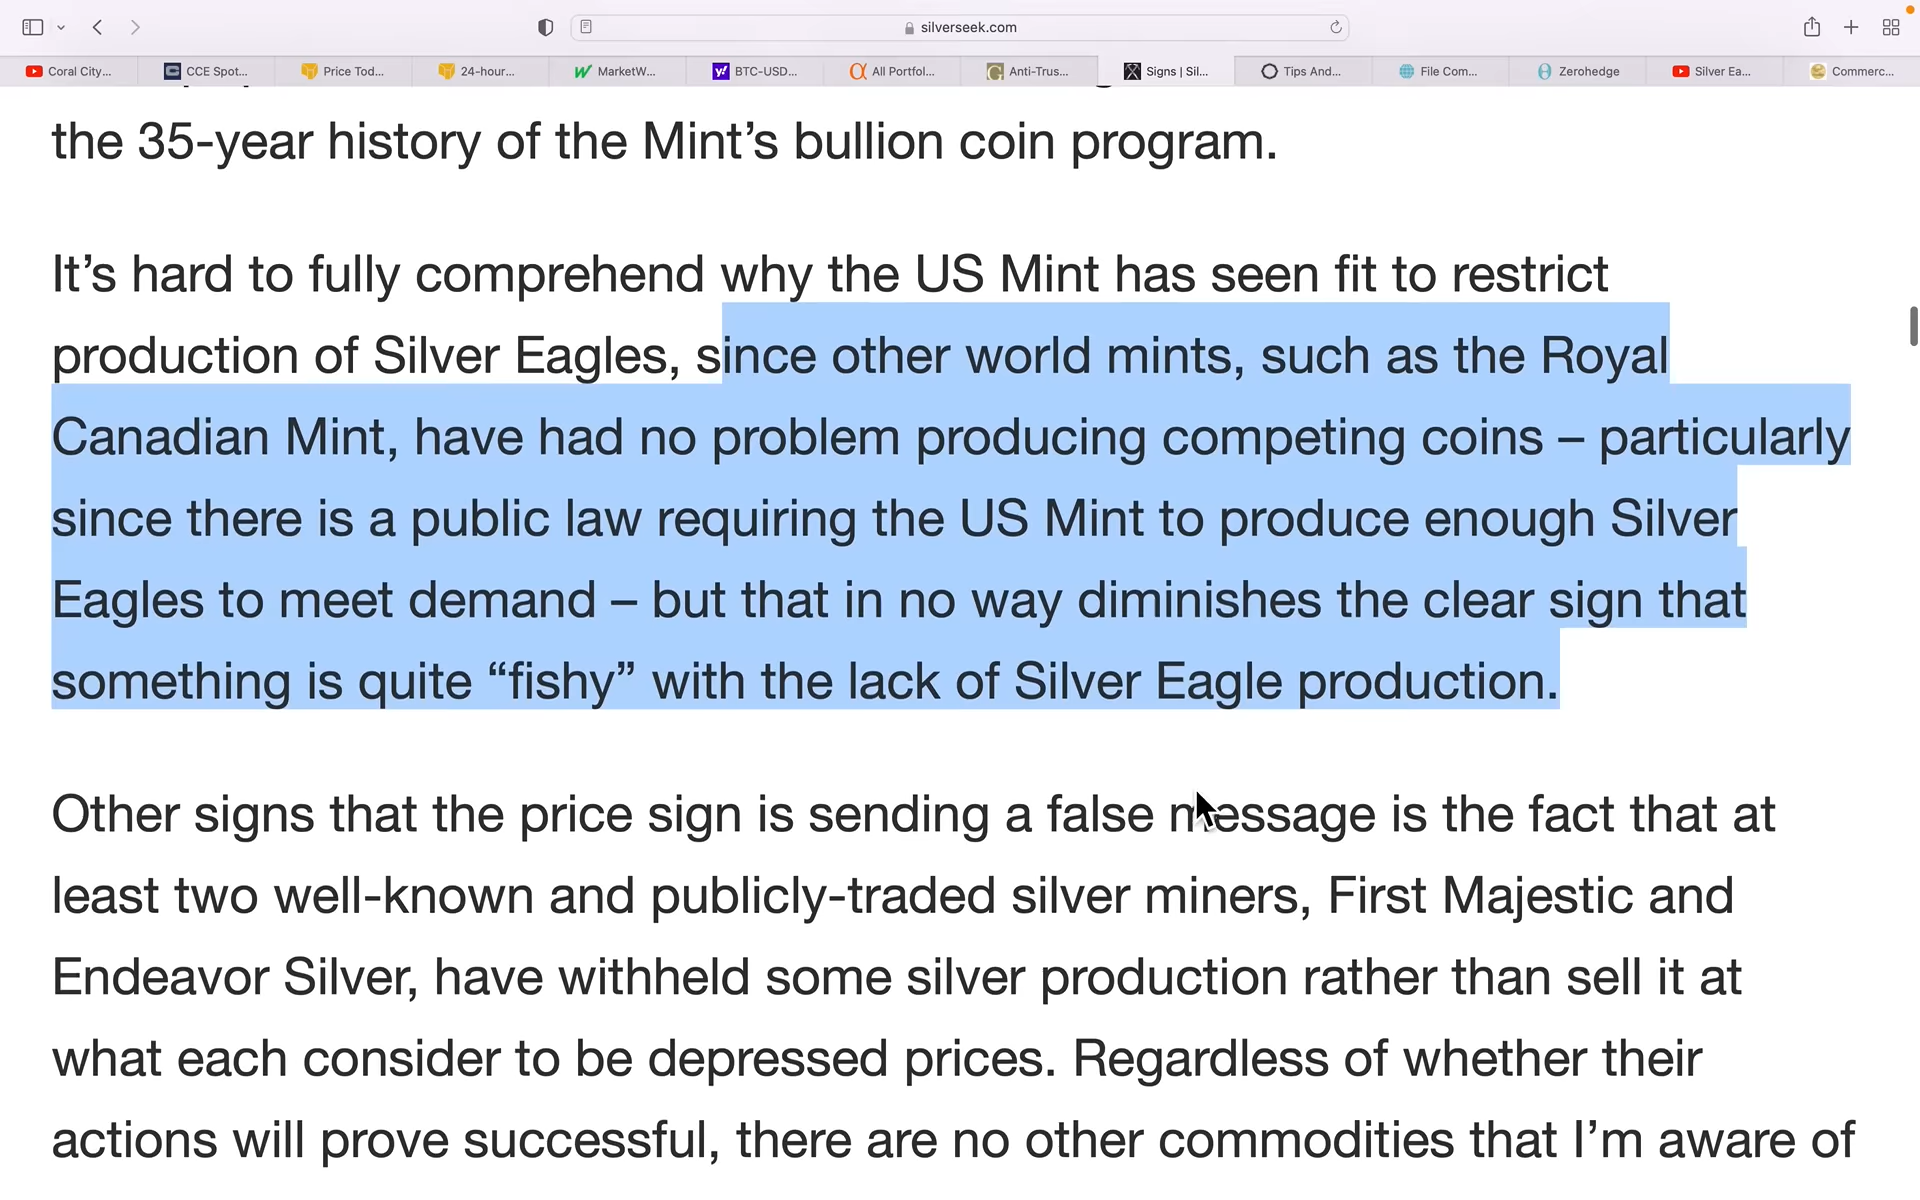 silverseek.com
Coral City...
CCE Spot...
Price Tod...
24-hour...
MarketW...
BTC-USD...
All Portfol...
Anti-Trus...
Signs | Sil...
Tips And...
File Com...
Zerohedge
Silver Ea...
Commerc...
the 35-year history of the Mint’s bullion coin program.
It’s hard to fully comprehend why the US Mint has seen fit to restrict
production of Silver Eagles, since other world mints, such as the Royal
Canadian Mint, have had no problem producing competing coins – particularly
since there is a public law requiring the US Mint to produce enough Silver
Eagles to meet demand – but that in no way diminishes the clear sign that
something is quite “fishy” with the lack of Silver Eagle production.
Other signs that the price sign is sending a false message is the fact that at
least two well-known and publicly-traded silver miners, First Majestic and
Endeavor Silver, have withheld some silver production rather than sell it at
what each consider to be depressed prices. Regardless of whether their
actions will prove successful, there are no other commodities that I’m aware of